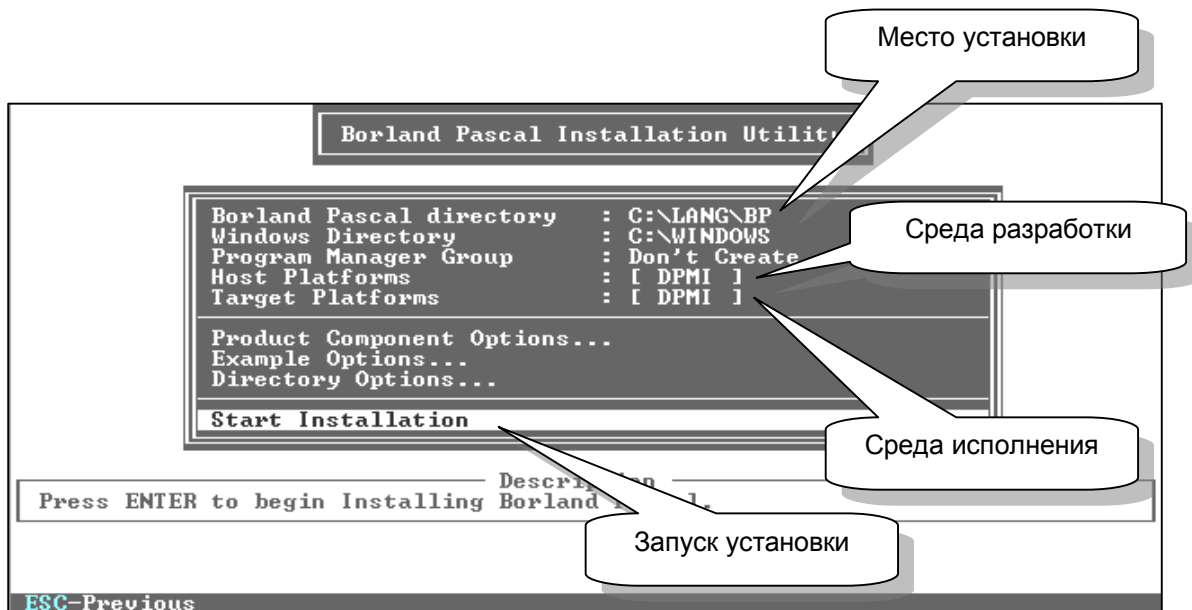 Место установки
Borland Pascal Installation Utility
Borland Pascal directory : C:\LANG\BP
Windows Directory : C:\WINDOWS
Среда разработки
Program Manager Group : Don't Create
Host Platforms : [ DPMI ]
Target Platforms : [ DPMI ]
Product Component Options...
Example Options...
Directory Options...
Start Installation
Среда исполнения
Description
Press ENTER to begin Installing Borland
Запуск установки
ESC-Previous